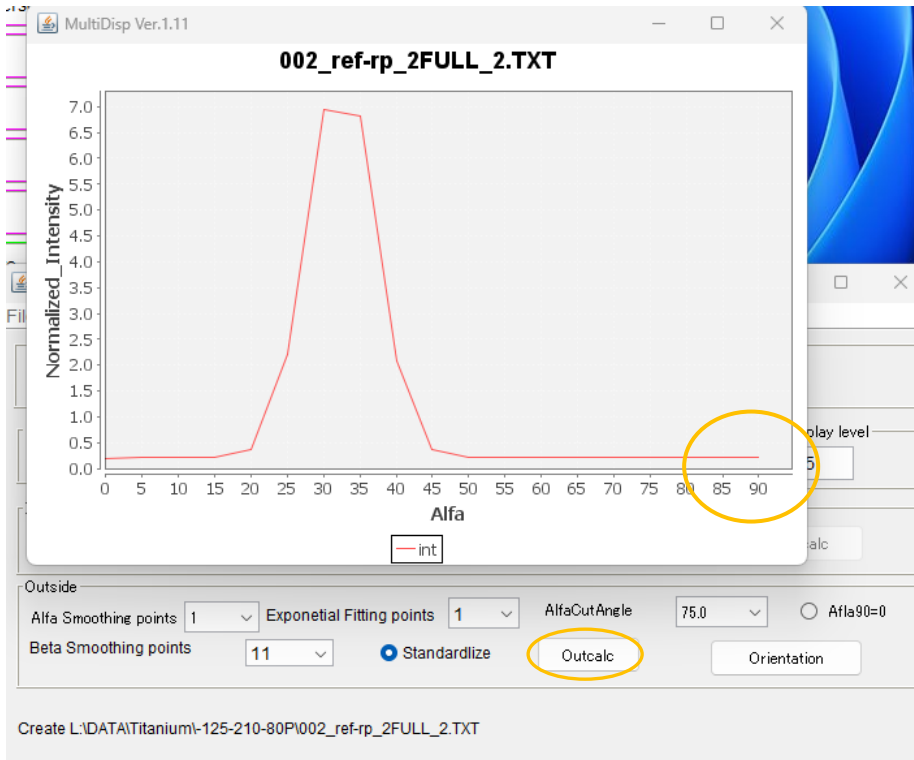 MultiDisp Ver.1.11
002_ref-rp_2FULL_2.TXT
7.0
6.5
6.0
5.5
5.0
4.5
4.0
3.5
3.0
2.5
2.0
1.5
1.0
0.5
0.0
Normalized_Intensity
0 5 10 15 20 25 30 35 40 45 50 55 60 65 70 75 80 85 90
Alfa
int
Fil
play level
5
alc
Outside
Alfa Smoothing points 1 Exponetial Fitting points 1 AlfaCutAngle 75.0 Afla90=0
Beta Smoothing points 11 Standardlize Outcalc Orientation
Create L:\DATA\Titanium\-125-210-80P\002_ref-rp_2FULL_2.TXT